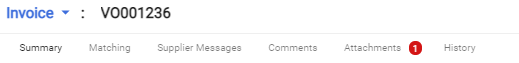 Invoice : VO001236
Summary Matching Supplier Messages Comments Attachments 1 History